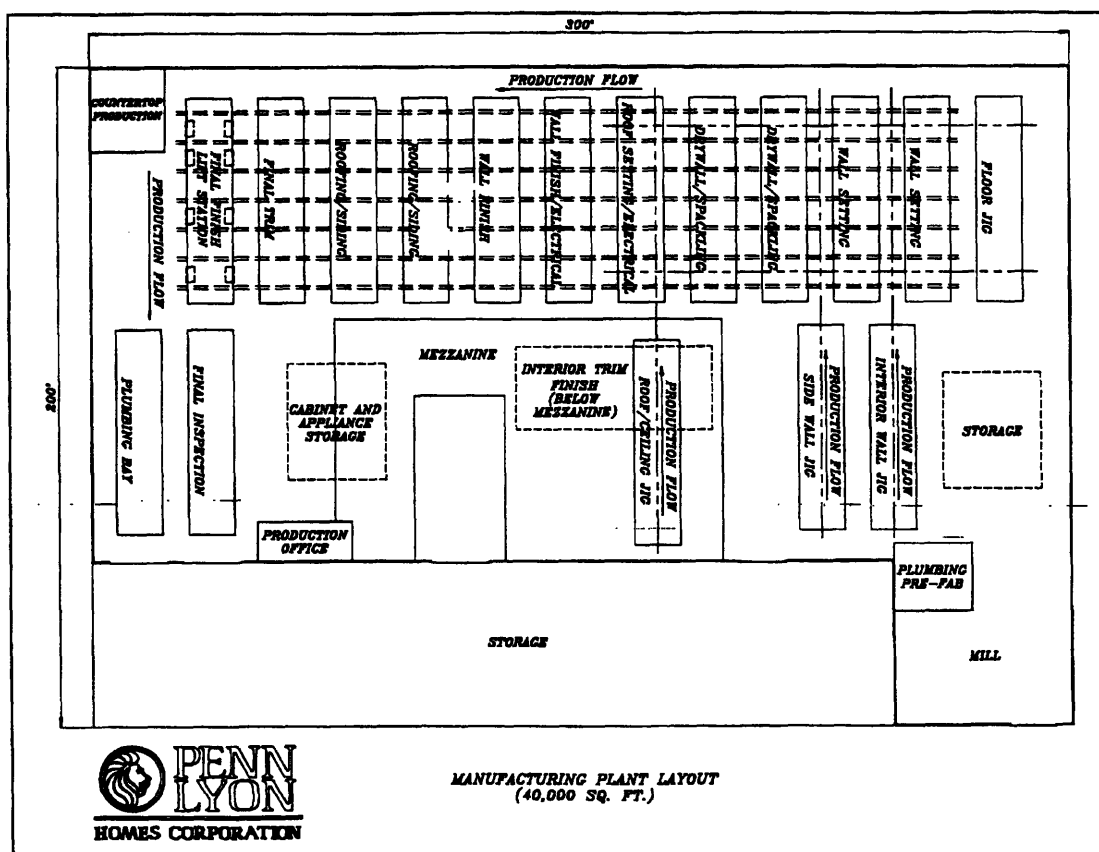 300'
PRODUCTION FLOW
COUNTERTOP
PRODUCTION
PRODUCTION FLOW
FINAL FINISH
LIFT STATION
FINAL TRIM
ROOFING/SIDING
ROOFING/SIDING
WALL FINISH
WALL FINISH/ELECTRICAL
ROOF SETTING/ELECTRICAL
DRYWALL/SPACKLING
DRYWALL/SPACKLING
WALL SETTING
WALL SETTING
FLOOR JIG
200'
PLUMBING BAY
FINAL INSPECTION
CABINET AND
APPLIANCE
STORAGE
MEZZANINE
INTERIOR TRIM
FINISH
(BELOW
MEZZANINE)
PRODUCTION FLOW
ROOF/CEILING JIG
PRODUCTION FLOW
SIDE WALL JIG
PRODUCTION FLOW
INTERIOR WALL JIG
STORAGE
PRODUCTION
OFFICE
PLUMBING
PRE-FAB
STORAGE
MILL
PENN
LYON
HOMES CORPORATION
MANUFACTURING PLANT LAYOUT
(40,000 SQ. FT.)